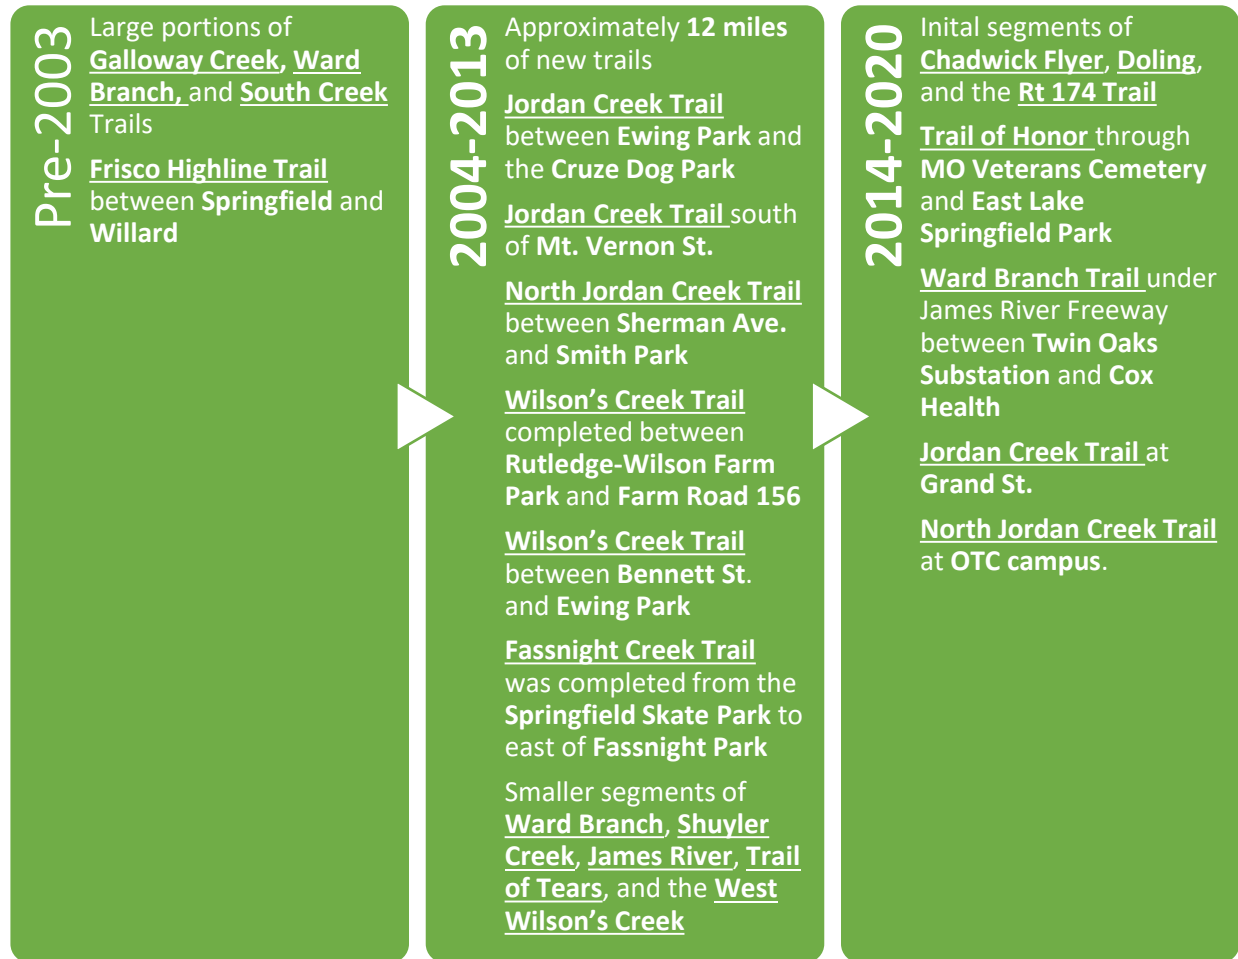 Pre-2003
Large portions of
Galloway Creek, Ward
Branch, and South Creek
Trails
Frisco Highline Trail
between Springfield and
Willard
2004-2013
Approximately 12 miles
of new trails
Jordan Creek Trail
between Ewing Park and
the Cruze Dog Park
Jordan Creek Trail south
of Mt. Vernon St.
North Jordan Creek Trail
between Sherman Ave.
and Smith Park
Wilson's Creek Trail
completed between
Rutledge-Wilson Farm
Park and Farm Road 156
Wilson's Creek Trail
between Bennett St.
and Ewing Park
Fassnight Creek Trail
was completed from the
Springfield Skate Park to
east of Fassnight Park
Smaller segments of
Ward Branch, Shuyler
Creek, James River, Trail
of Tears, and the West
Wilson's Creek
2014-2020
Inital segments of
Chadwick Flyer, Doling,
and the Rt 174 Trail
Trail of Honor through
MO Veterans Cemetery
and East Lake
Springfield Park
Ward Branch Trail under
James River Freeway
between Twin Oaks
Substation and Cox
Health
Jordan Creek Trail at
Grand St.
North Jordan Creek Trail
at OTC campus.